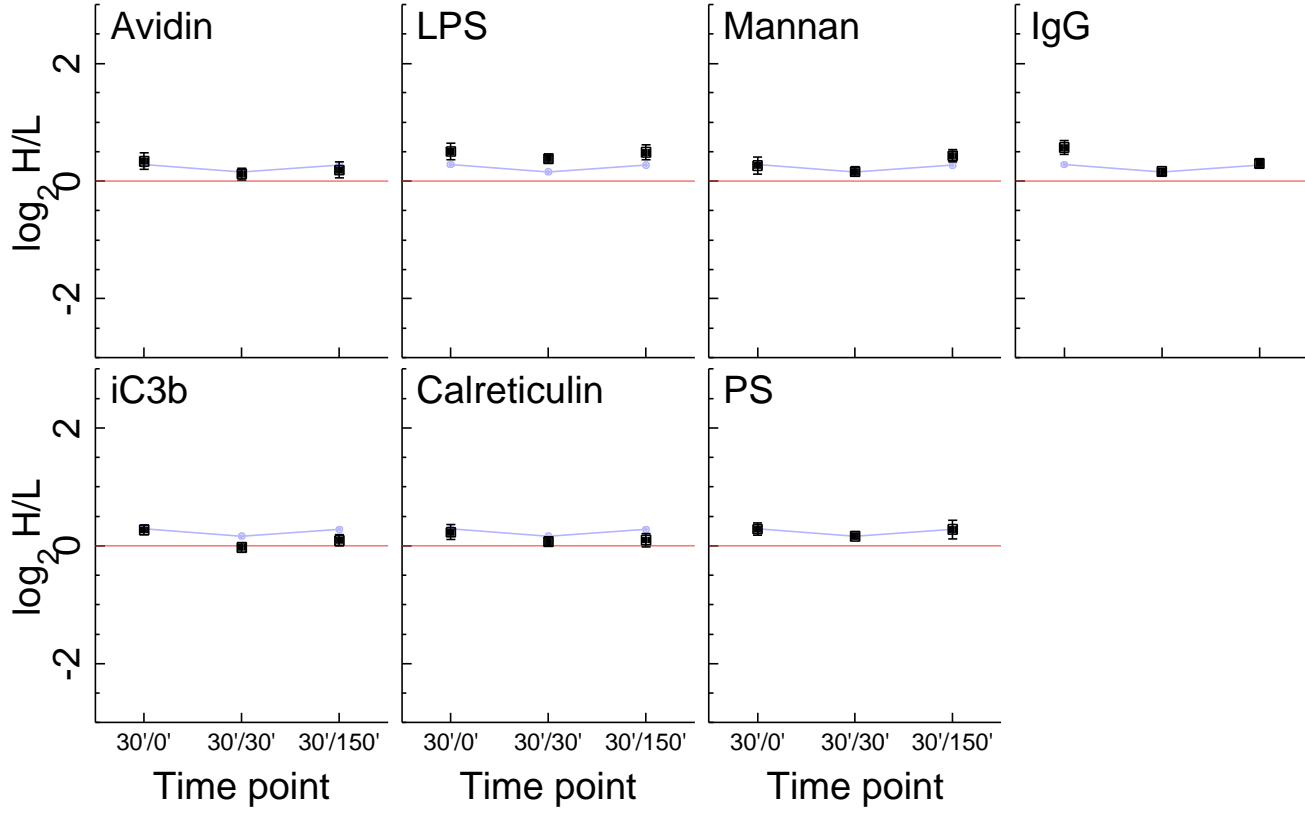 Avidin LPS Mannan IgG
2
0
-2
log2 H/L
iC3b Calreticulin PS
2
0
-2
log2 H/L
30'/0' 30'/30' 30'/150' 30'/0' 30'/30' 30'/150' 30'/0' 30'/30' 30'/150'
Time point Time point Time point